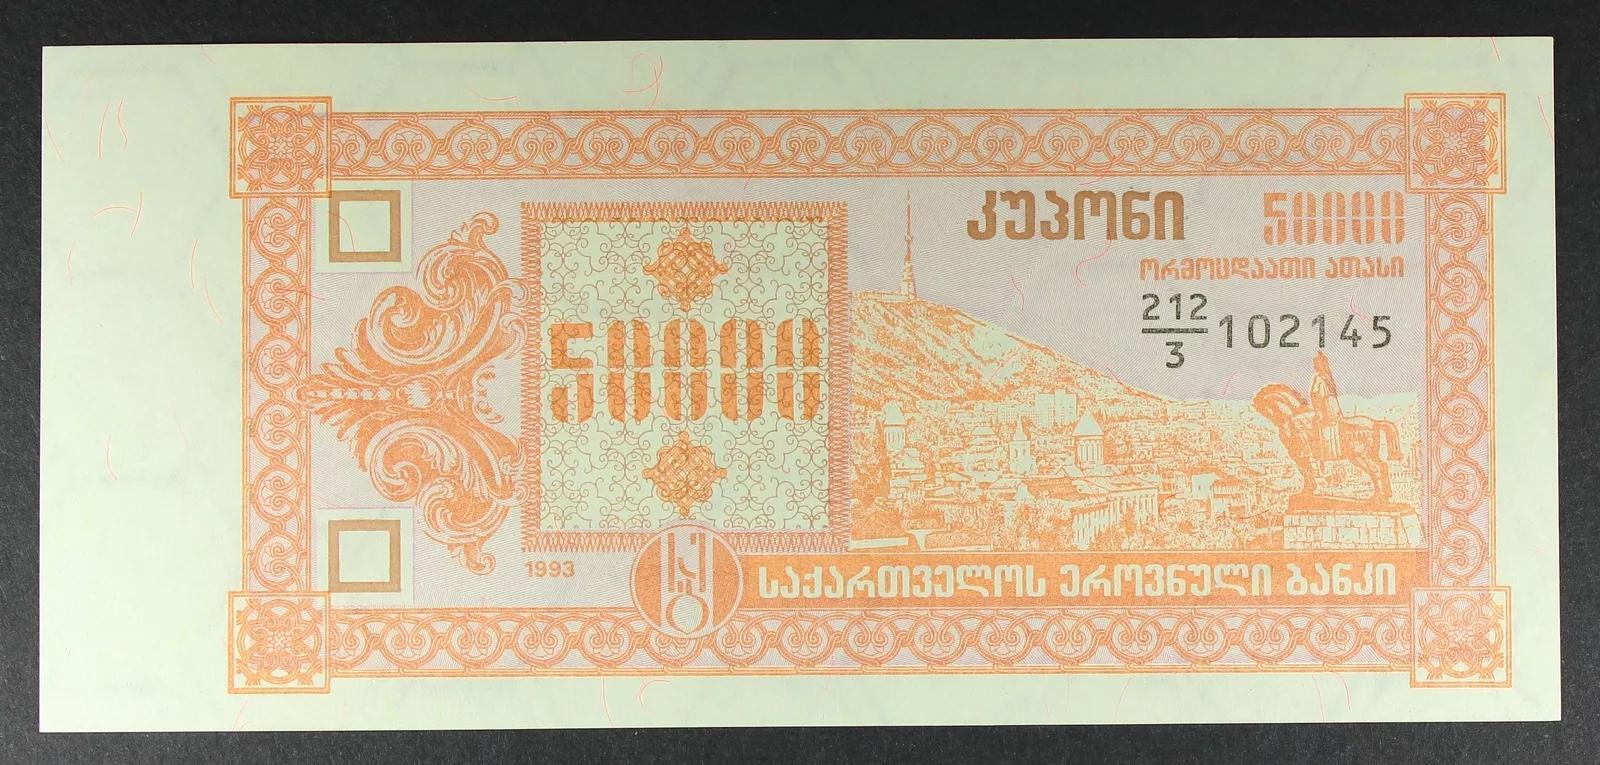 კუპონი 50000
ორმოცდაათი ათასი
212/3 102145
50000
1993
საქართველოს ეროვნული ბანკი